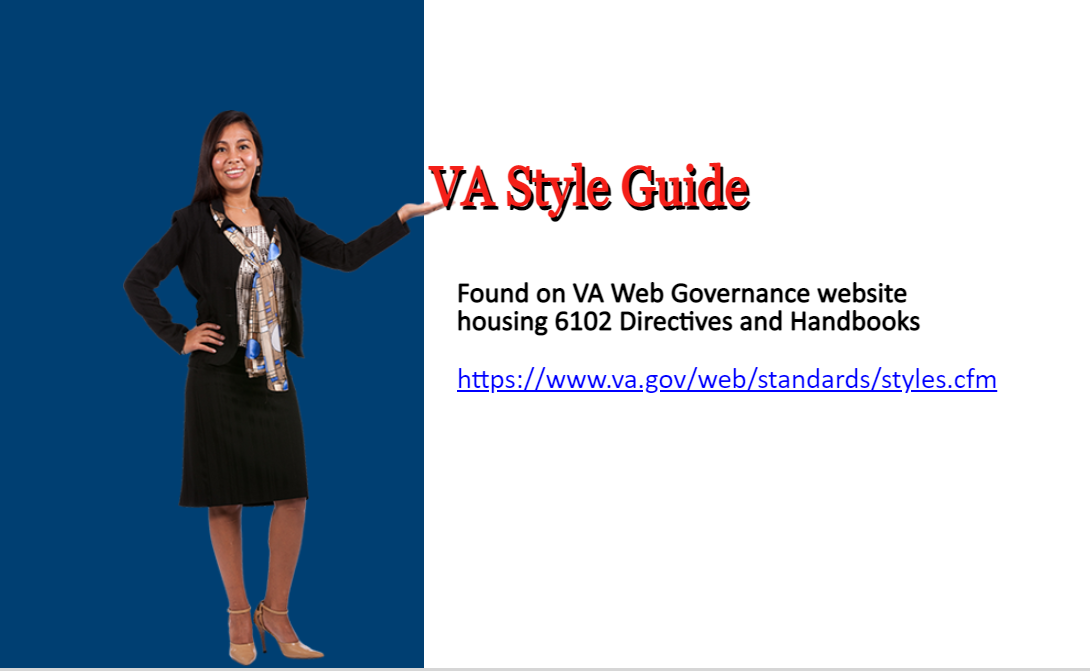 VA Style Guide
Found on VA Web Governance website
housing 6102 Directives and Handbooks
https://www.va.gov/web/standards/styles.cfm